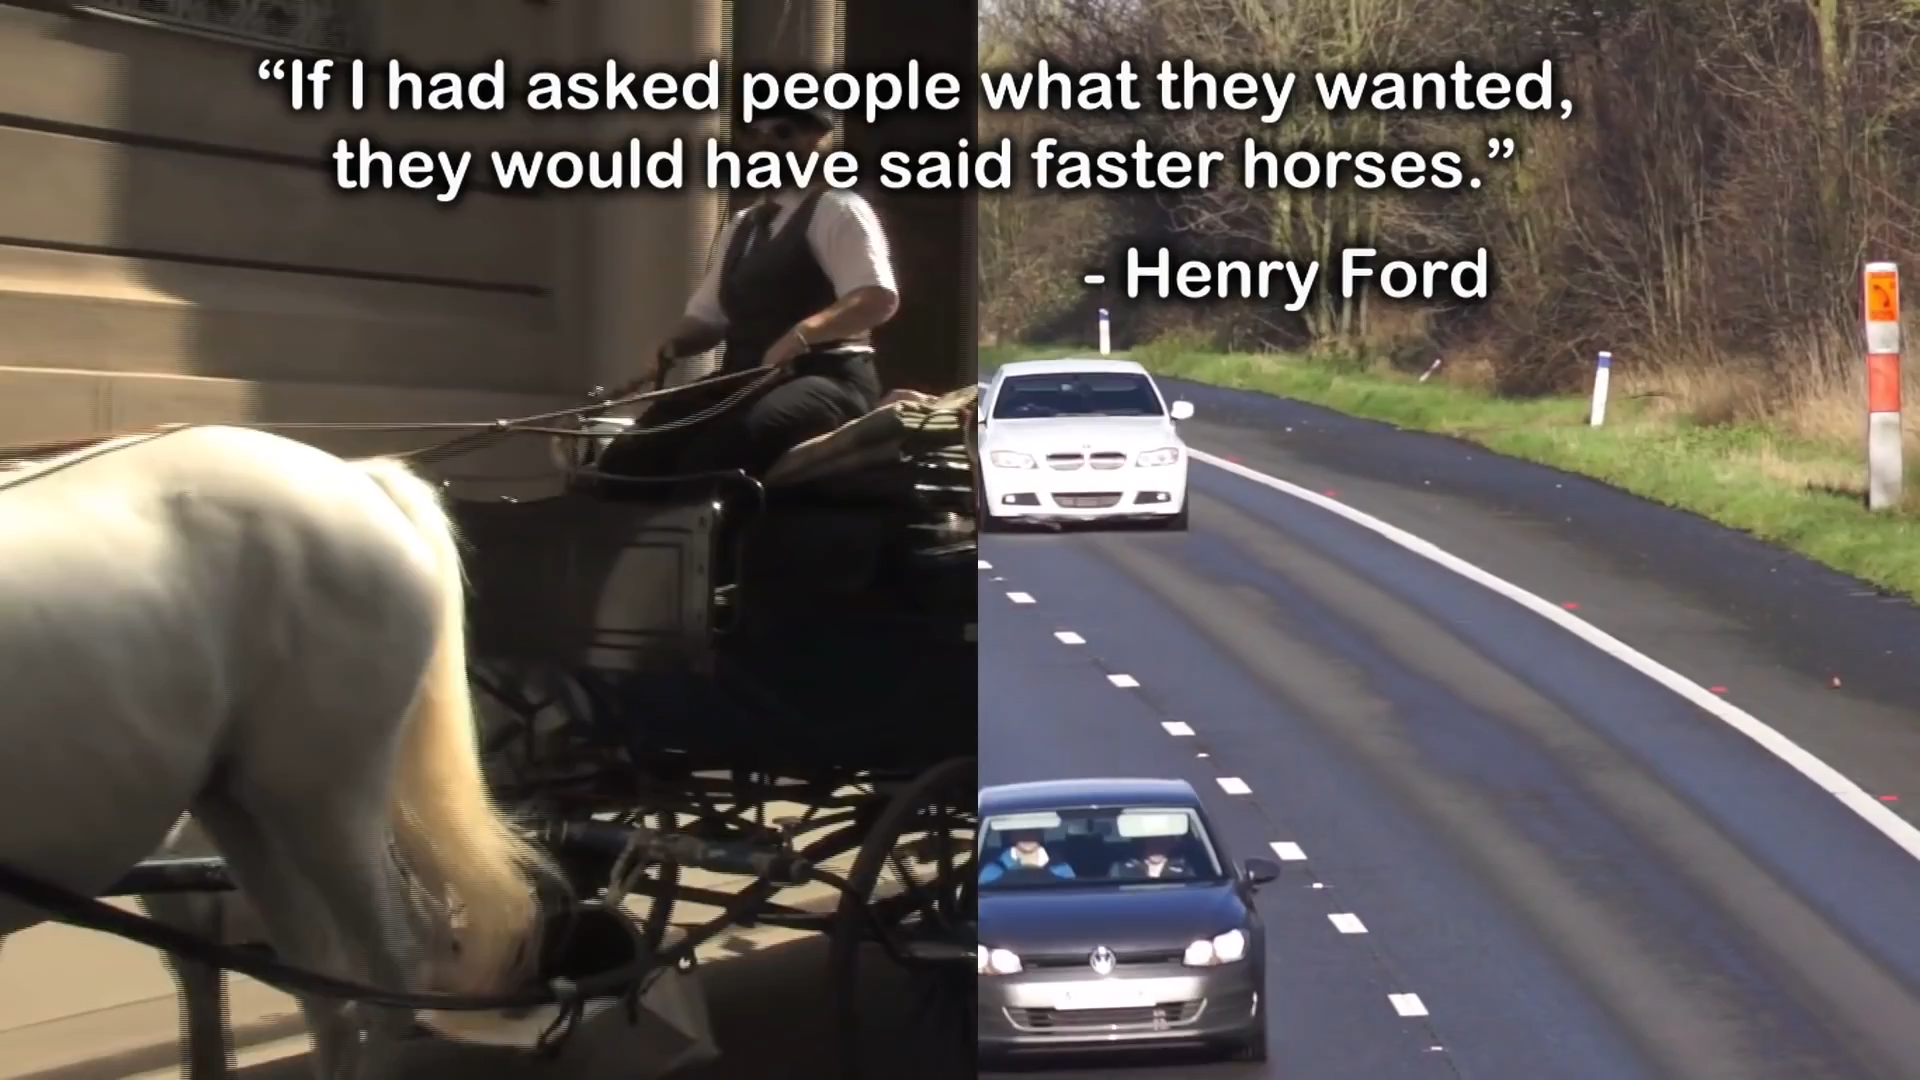 “If I had asked people what they wanted,
they would have said faster horses.”
- Henry Ford